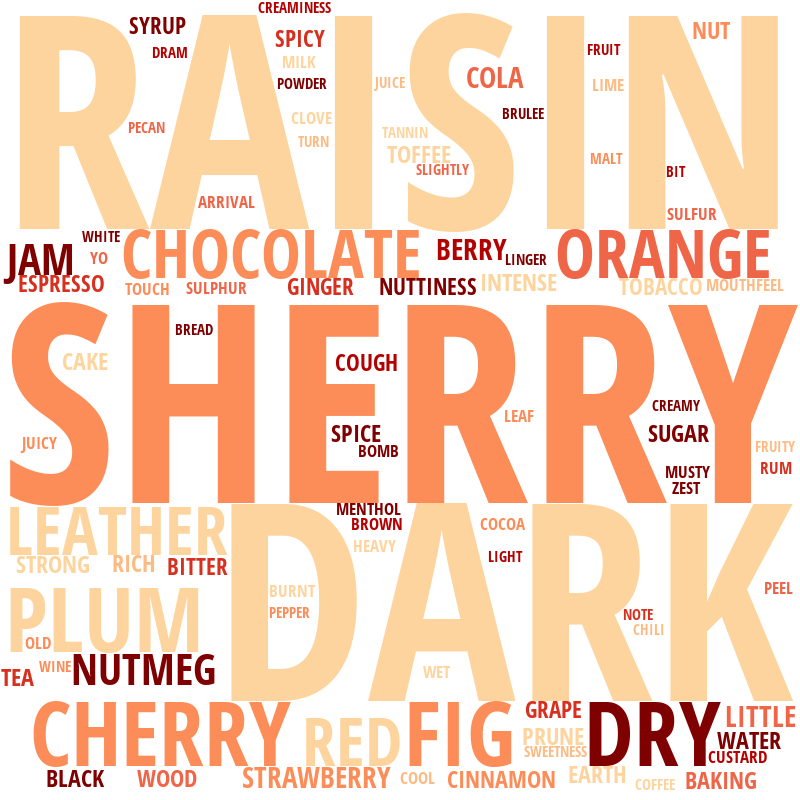 RAISIN
CREAMINESS
SYRUP
NUT
SPICY
FRUIT
DRAM
MILK
COLA
POWDER
JUICE
LIME
BRULEE
CLOVE
PECAN
TANNIN
TURN
TOFFEE
MALT
SLIGHTLY
BIT
ARRIVAL
SULFUR
WHITE
JAM
YO
CHOCOLATE
BERRY
LINGER
ORANGE
ESPRESSO
TOUCH
SULPHUR
GINGER
NUTTINESS
INTENSE
TOBACCO
MOUTHFEEL
SHERRY
BREAD
CAKE
COUGH
CREAMY
LEAF
SPICE
SUGAR
JUICY
BOMB
FRUITY
MUSTY
RUM
ZEST
DARK
LEATHER
MENTHOL
BROWN
COCOA
HEAVY
LIGHT
STRONG
RICH
BITTER
BURNT
PEEL
PLUM
PEPPER
NOTE
CHILI
OLD
WINE
NUTMEG
WET
TEA
CHERRY
RED
FIG
GRAPE
DRY
LITTLE
PRUNE
SWEETNESS
WATER
CUSTARD
BLACK
WOOD
STRAWBERRY
COOL
CINNAMON
EARTH
COFFEE
BAKING